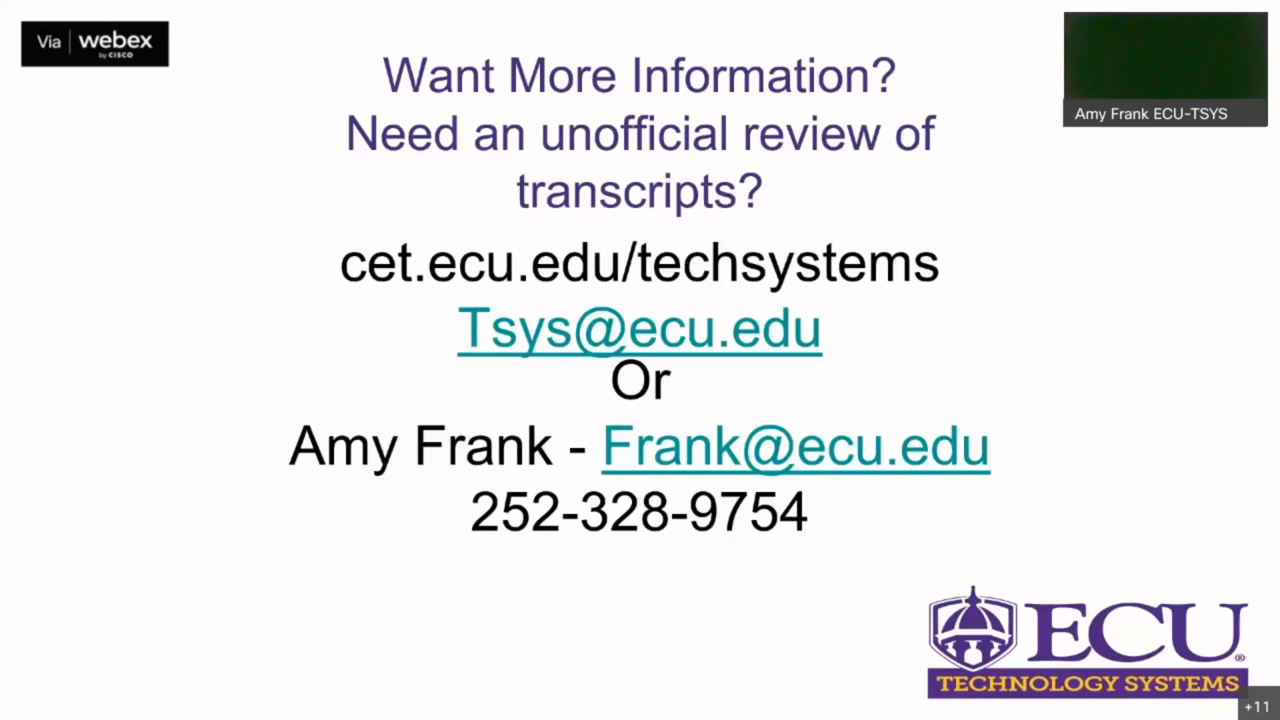 Via webex
by CISCO
Amy Frank ECU-TSYS
Want More Information?
Need an unofficial review of
transcripts?
cet.ecu.edu/techsystems
Tsys@ecu.edu
Or
Amy Frank - Frank@ecu.edu
252-328-9754
ECU®
TECHNOLOGY SYSTEMS
+11